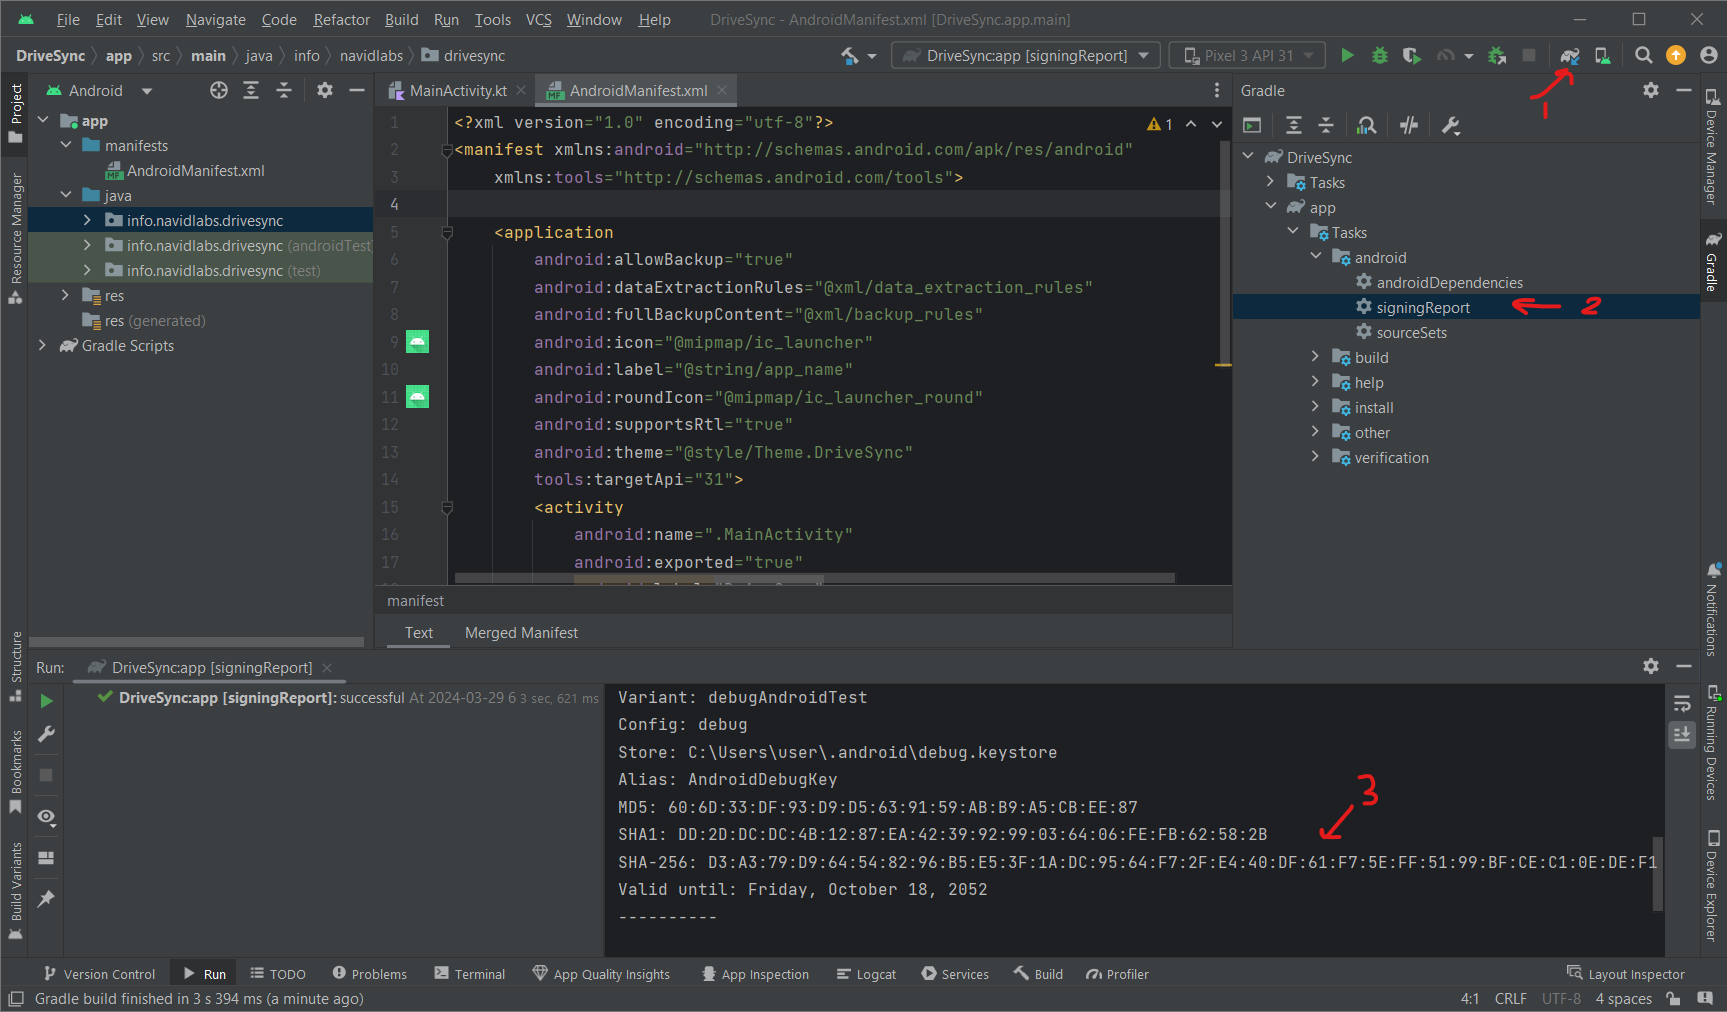 File Edit View Navigate Code Refactor Build Run Tools VCS Window Help DriveSync - AndroidManifest.xml [DriveSync.app.main]
DriveSync app src main java info navidlabs drivesync DriveSync:app [signingReport] Pixel 3 API 31
1
Project
Resource Manager
Structure
Bookmarks
Build Variants
Android
app
manifests
AndroidManifest.xml
java
info.navidlabs.drivesync
info.navidlabs.drivesync (androidTest
info.navidlabs.drivesync (test)
res
res (generated)
Gradle Scripts
MainActivity.kt AndroidManifest.xml
1 <?xml version="1.0" encoding="utf-8"?> 1
2 <manifest xmlns:android="http://schemas.android.com/apk/res/android"
3 xmlns:tools="http://schemas.android.com/tools">
4
5 <application
6 android:allowBackup="true"
7 android:dataExtractionRules="@xml/data_extraction_rules"
8 android:fullBackupContent="@xml/backup_rules"
9 android:icon="@mipmap/ic_launcher"
10 android:label="@string/app_name"
11 android:roundIcon="@mipmap/ic_launcher_round"
12 android:supportsRtl="true"
13 android:theme="@style/Theme.DriveSync"
14 tools:targetApi="31">
15 <activity
16 android:name=".MainActivity"
17 android:exported="true"
manifest
Text Merged Manifest
Gradle
DriveSync
Tasks
app
Tasks
android
androidDependencies
signingReport 2
sourceSets
build
help
install
other
verification
Device Manager
Gradle
Notifications
Running Devices
Device Explorer
Run: DriveSync:app [signingReport]
DriveSync:app [signingReport]: successful At 2024-03-29 6 3 sec, 621 ms
Variant: debugAndroidTest
Config: debug
Store: C:\Users\user\.android\debug.keystore
Alias: AndroidDebugKey
MD5: 60:6D:33:DF:93:D9:D5:63:91:59:AB:B9:A5:CB:EE:87
3
SHA1: DD:2D:DC:DC:4B:12:87:EA:42:39:92:99:03:64:06:FE:FB:62:58:2B
SHA-256: D3:A3:79:D9:64:54:82:96:B5:E5:3F:1A:DC:95:64:F7:2F:E4:40:DF:61:F7:5E:FF:51:99:BF:CE:C1:0E:DE:F1
Valid until: Friday, October 18, 2052
----------
Version Control Run TODO Problems Terminal App Quality Insights App Inspection Logcat Services Build Profiler Layout Inspector
Gradle build finished in 3 s 394 ms (a minute ago) 4:1 CRLF UTF-8 4 spaces